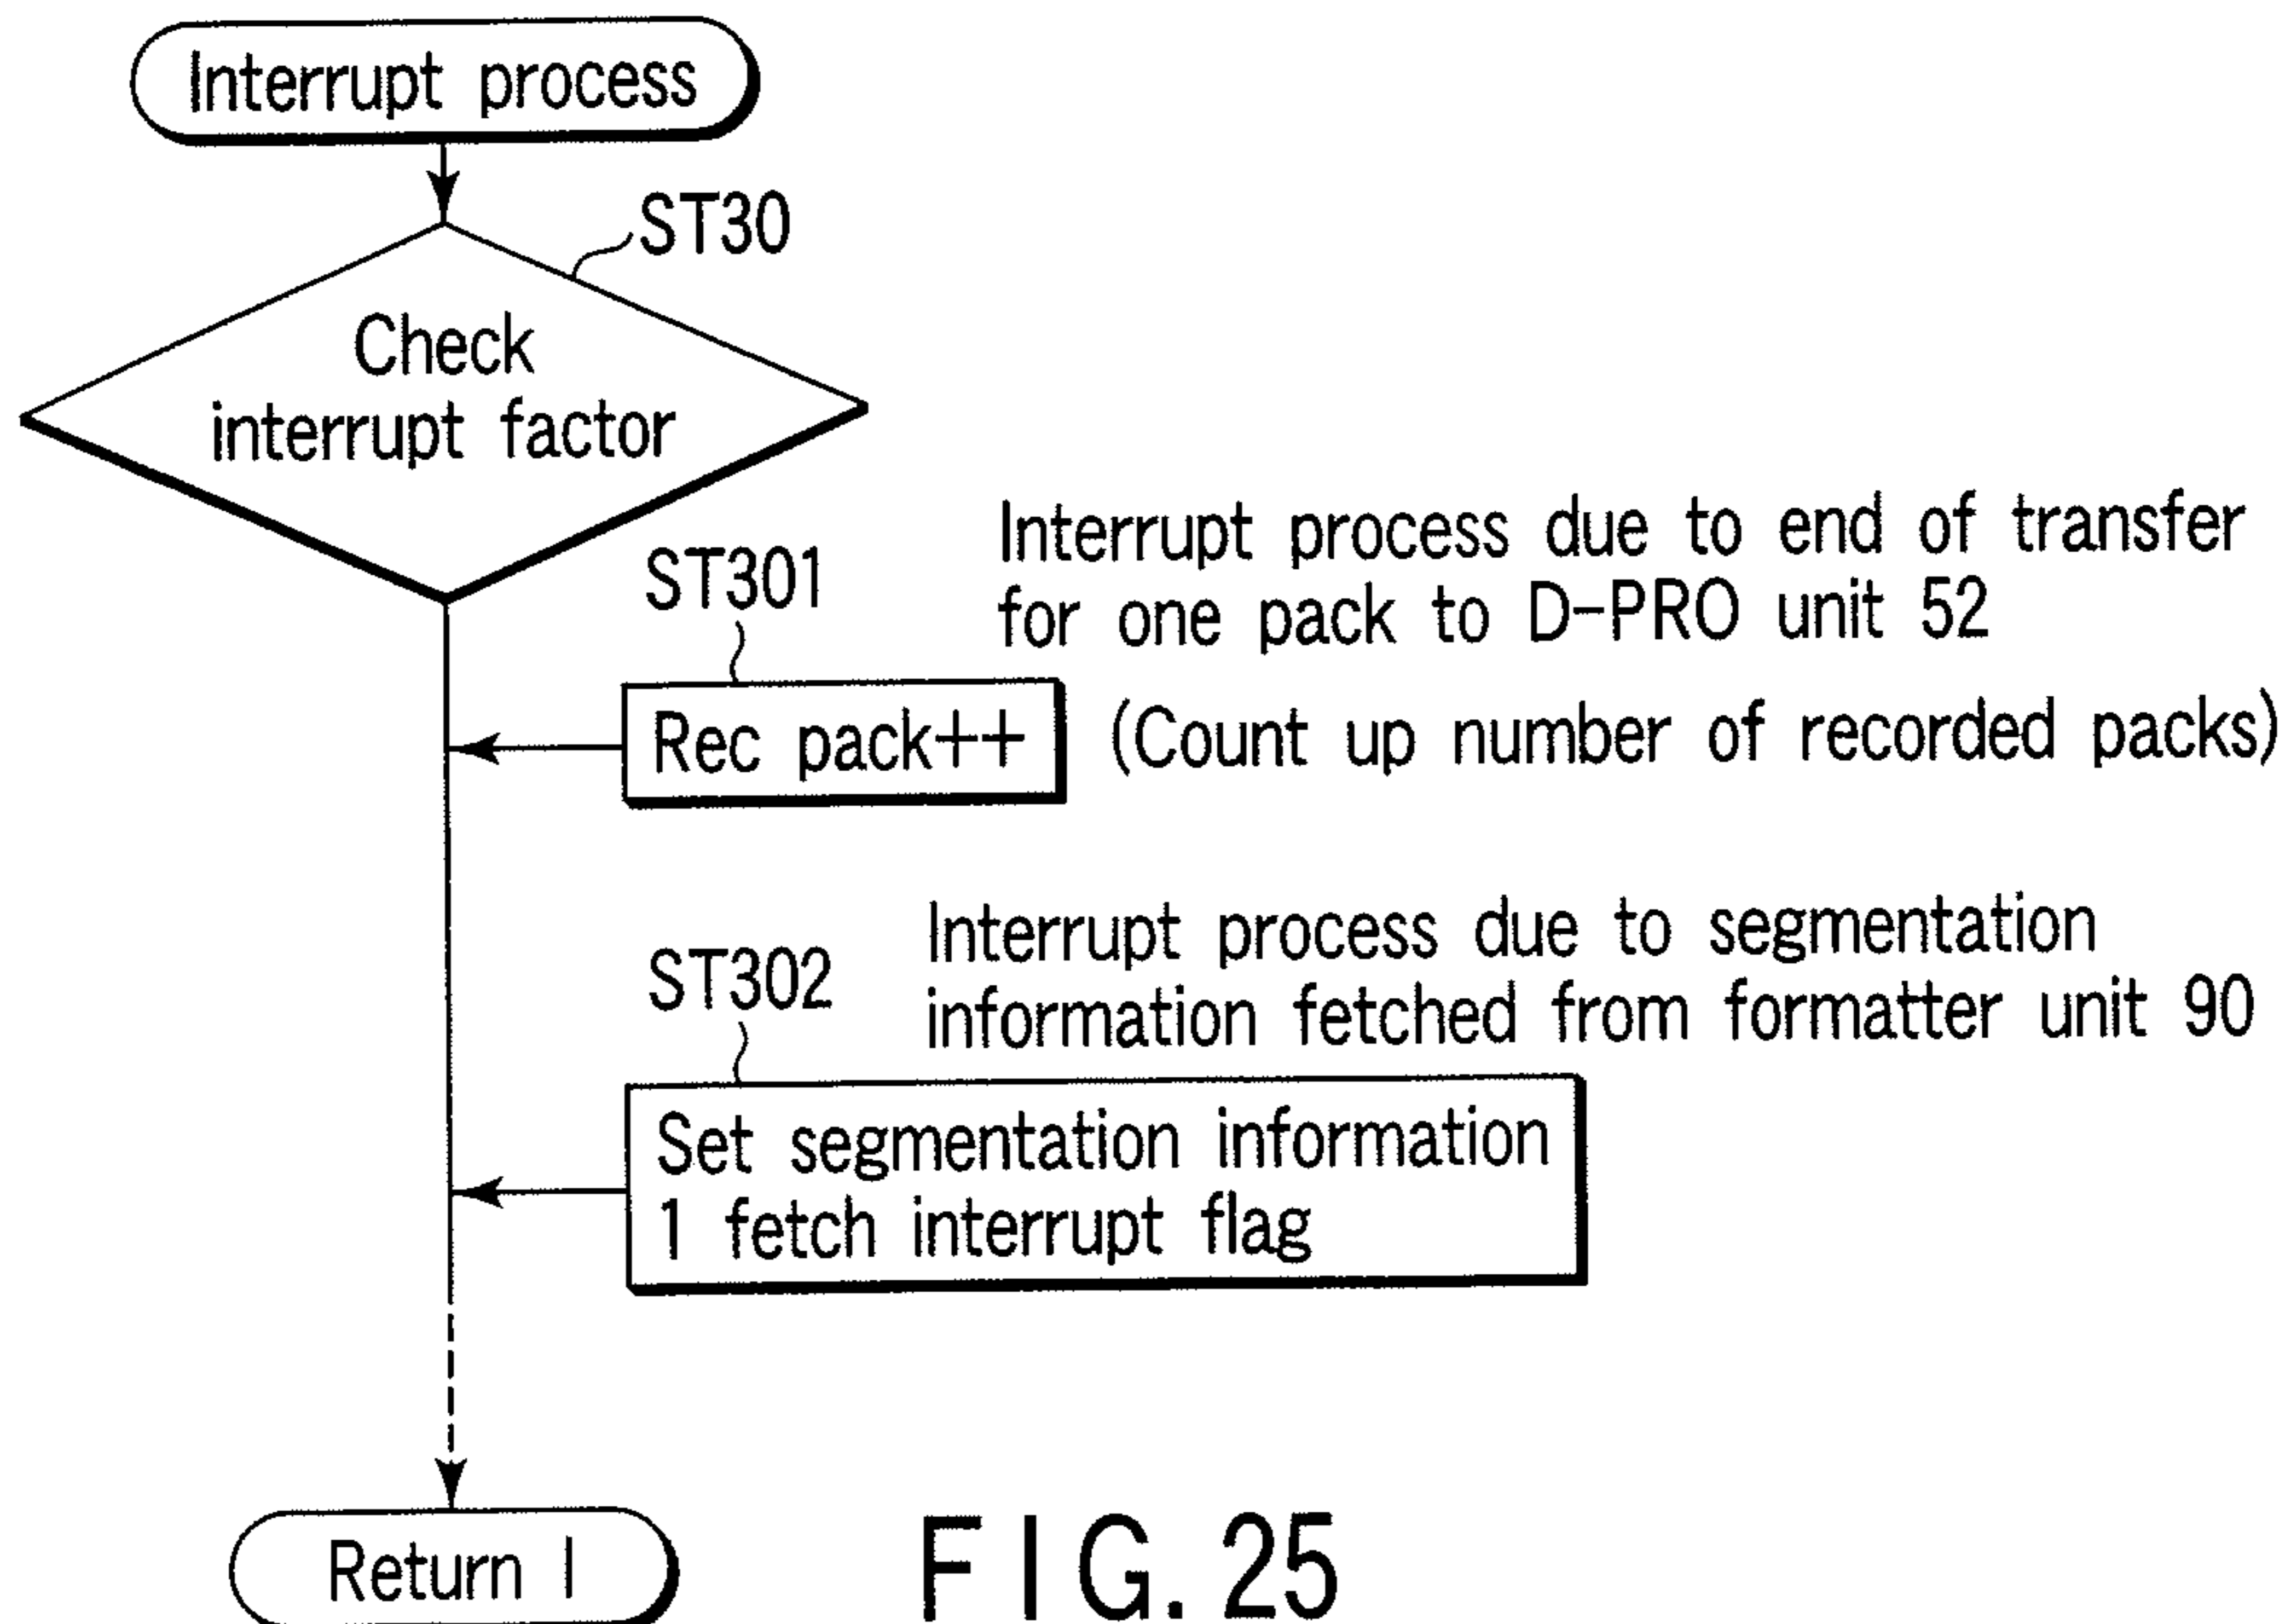 Interrupt process
ST30
Check
interrupt factor
Interrupt process due to end of transfer
for one pack to D-PRO unit 52
ST301
Rec pack++
(Count up number of recorded packs)
Interrupt process due to segmentation
information fetched from formatter unit 90
ST302
Set segmentation information
1 fetch interrupt flag
Return I
FIG. 25